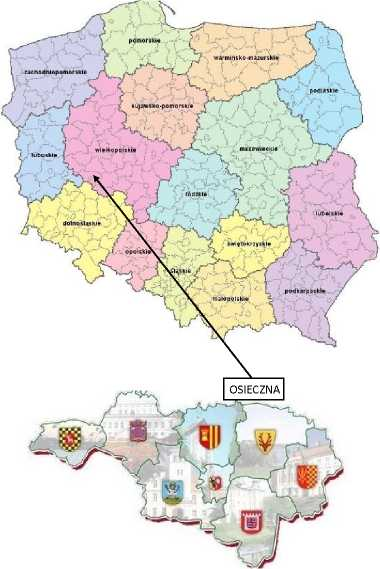 pomorskie
warmińsko-mazurskie
zachodniopomorskie
podlaskie
kujawsko-pomorskie
lubuskie
wielkopolskie
mazowieckie
łódzkie
lubelskie
dolnośląskie
opolskie
śląskie
świętokrzyskie
podkarpackie
małopolskie
OSIECZNA